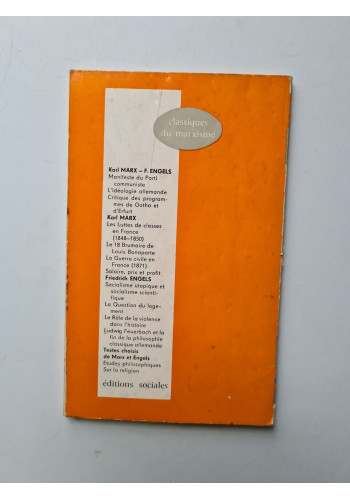 classiques
du marxisme
Karl MARX – F. ENGELS
Manifeste du Parti
communiste
L'Idéologie allemande
Critique des program-
mes de Gotha et
d'Erfurt
Karl MARX
Les Luttes de classes
en France
(1848-1850)
Le 18 Brumaire de
Louis Bonaparte
La Guerre civile en
France (1871)
Salaire, prix et profit
Friedrich ENGELS
Socialisme utopique et
socialisme scienti-
fique
La Question du loge-
ment
Le Rôle de la violence
dans l'histoire
Ludwig Feuerbach et la
fin de la philosophie
classique allemande
Textes choisis
de Marx et Engels
Etudes philosophiques
Sur la religion
éditions sociales